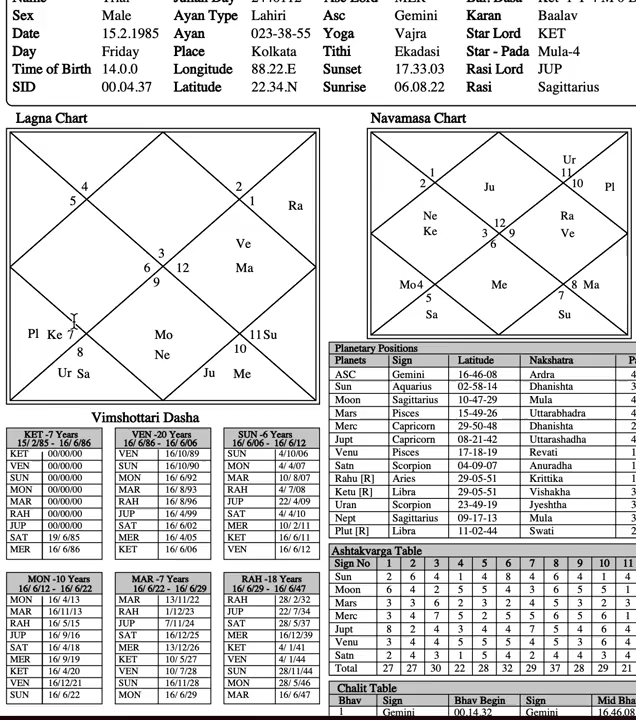 Name Trial Julian Day 2446112 Asc Lord MER
Sex Male Ayan Type Lahiri Asc Gemini Karan Baalav
Date 15.2.1985 Ayan 023-38-55 Yoga Vajra Star Lord KET
Day Friday Place Kolkata Tithi Ekadasi Star - Pada Mula-4
Time of Birth 14.0.0 Longitude 88.22.E Sunset 17.33.03 Rasi Lord JUP
SID 00.04.37 Latitude 22.34.N Sunrise 06.08.22 Rasi Sagittarius
Lagna Chart
4 2
5 1
Ra
Ve
3
6 12 Ma
9
Pl Ke 7 Mo 11 Su
8 Ne 10
Ur Sa Ju Me
Navamasa Chart
Ur
1 11
2 Ju 10 Pl
Ne Ra
12
Ke 3 9 Ve
6
Mo 4 Me 8 Ma
5 7
Sa Su
Vimshottari Dasha
KET -7 Years
15/ 2/85 - 16/ 6/86
KET 00/00/00
VEN 00/00/00
SUN 00/00/00
MON 00/00/00
MAR 00/00/00
RAH 00/00/00
JUP 00/00/00
SAT 19/ 6/85
MER 16/ 6/86
VEN -20 Years
16/ 6/86 - 16/ 6/06
VEN 16/10/89
SUN 16/10/90
MON 16/ 6/92
MAR 16/ 8/93
RAH 16/ 8/96
JUP 16/ 4/99
SAT 16/ 6/02
MER 16/ 4/05
KET 16/ 6/06
SUN -6 Years
16/ 6/06 - 16/ 6/12
SUN 4/10/06
MON 4/ 4/07
MAR 10/ 8/07
RAH 4/ 7/08
JUP 22/ 4/09
SAT 4/ 4/10
MER 10/ 2/11
KET 16/ 6/11
VEN 16/ 6/12
MON -10 Years
16/ 6/12 - 16/ 6/22
MON 16/ 4/13
MAR 16/11/13
RAH 16/ 5/15
JUP 16/ 9/16
SAT 16/ 4/18
MER 16/ 9/19
KET 16/ 4/20
VEN 16/12/21
SUN 16/ 6/22
MAR -7 Years
16/ 6/22 - 16/ 6/29
MAR 13/11/22
RAH 1/12/23
JUP 7/11/24
SAT 16/12/25
MER 13/12/26
KET 10/ 5/27
VEN 10/ 7/28
SUN 16/11/28
MON 16/ 6/29
RAH -18 Years
16/ 6/29 - 16/ 6/47
RAH 28/ 2/32
JUP 22/ 7/34
SAT 28/ 5/37
MER 16/12/39
KET 4/ 1/41
VEN 4/ 1/44
SUN 28/11/44
MON 28/ 5/46
MAR 16/ 6/47
Planetary Positions
Planets Sign Latitude Nakshatra
ASC Gemini 16-46-08 Ardra 4
Sun Aquarius 02-58-14 Dhanishta 3
Moon Sagittarius 10-47-29 Mula 4
Mars Pisces 15-49-26 Uttarabhadra 4
Merc Capricorn 29-50-48 Dhanishta 2
Jupt Capricorn 08-21-42 Uttarashadha 4
Venu Pisces 17-18-19 Revati 1
Satn Scorpion 04-09-07 Anuradha 1
Rahu [R] Aries 29-05-51 Krittika 1
Ketu [R] Libra 29-05-51 Vishakha 3
Uran Scorpion 23-49-19 Jyeshtha 3
Nept Sagittarius 09-17-13 Mula 3
Plut [R] Libra 11-02-44 Swati 2
Ashtakvarga Table
Sign No 1 2 3 4 5 6 7 8 9 10 11
Sun 2 6 4 1 4 8 4 6 4 1 4
Moon 6 4 2 5 5 4 3 6 5 5 1
Mars 3 3 6 2 3 2 4 5 3 2 3
Merc 3 4 7 5 2 5 5 6 5 6 1
Jupt 8 2 4 3 4 4 7 5 4 6 4
Venu 3 4 4 5 5 5 4 5 3 6 4
Satn 2 4 3 1 5 4 2 4 4 3 4
Total 27 27 30 22 28 32 29 37 28 29 21
Chalit Table
Bhav Sign Bhav Begin Sign Mid Bha
1 Gemini 00.14.32 Gemini 16.46.08